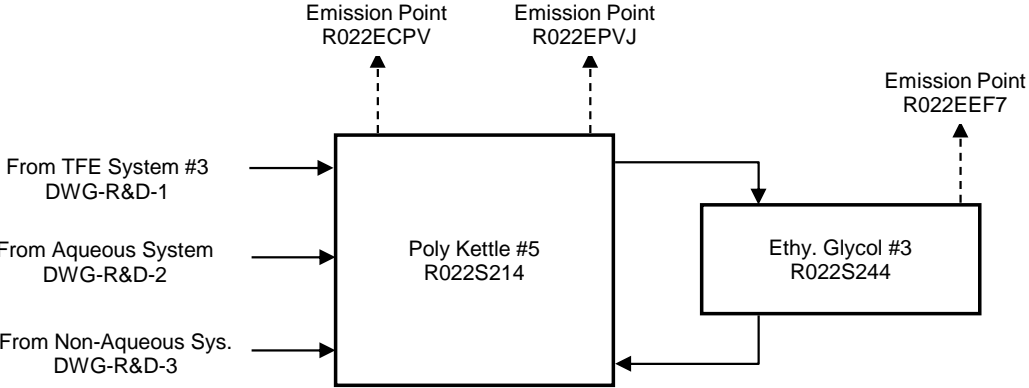 Emission Point
R022ECPV
Emission Point
R022EPVJ
Emission Point
R022EEF7
From TFE System #3
DWG-R&D-1
From Aqueous System
DWG-R&D-2
From Non-Aqueous Sys.
DWG-R&D-3
Poly Kettle #5
R022S214
Ethy. Glycol #3
R022S244